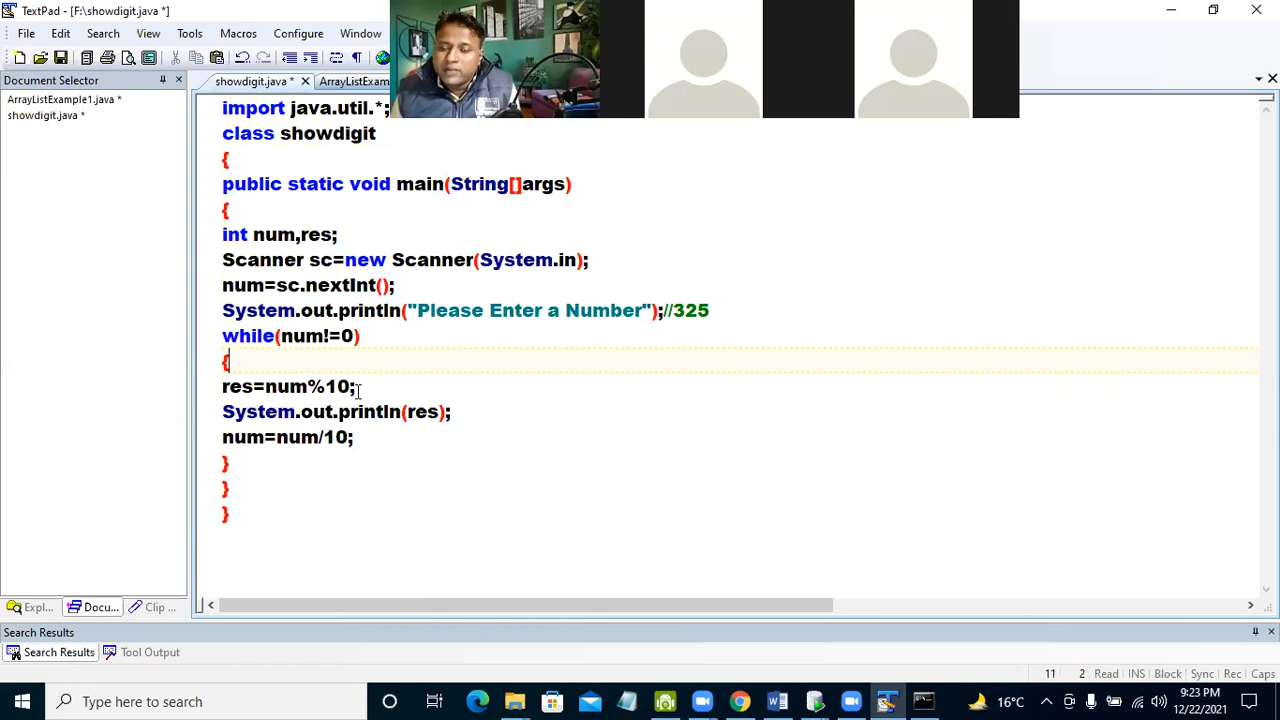 TextPad - [F:\showdigit.java *]
File Edit Search View Tools Macros Configure Window
Document Selector
showdigit.java * ArrayListExam
ArrayListExample1.java *
showdigit.java *
import java.util.*;
class showdigit
{
public static void main(String[]args)
{
int num,res;
Scanner sc=new Scanner(System.in);
num=sc.nextInt();
System.out.println("Please Enter a Number");//325
while(num!=0)
{
res=num%10;
System.out.println(res);
num=num/10;
}
}
}
Expl... Docu... Clip ...
Search Results
Search Results Tool Output
11 2 Read INS Block Sync Rec Caps
Type here to search
16°C
9:23 PM
12/22/2021